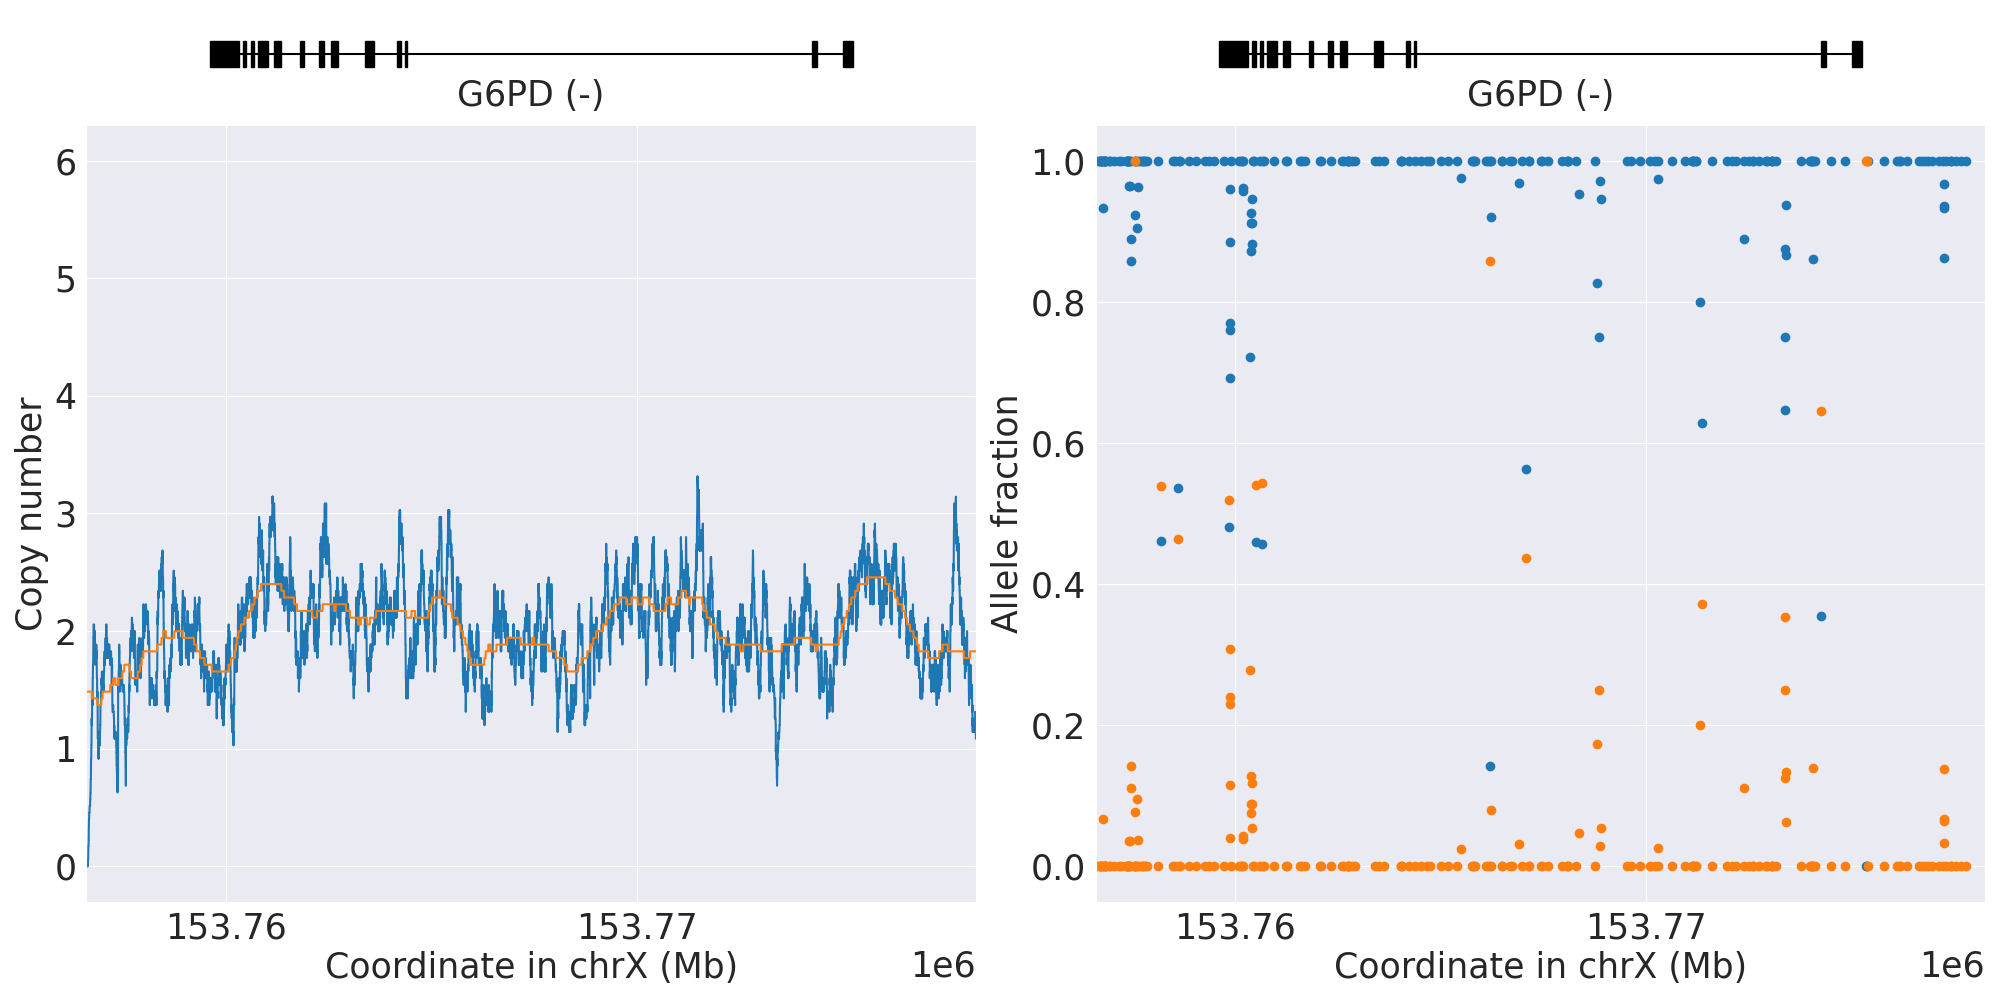 G6PD (-)
6
5
4
3
2
1
0
Copy number
153.76
153.77
Coordinate in chrX (Mb)
1e6
G6PD (-)
1.0
0.8
0.6
0.4
0.2
0.0
Allele fraction
153.76
153.77
Coordinate in chrX (Mb)
1e6